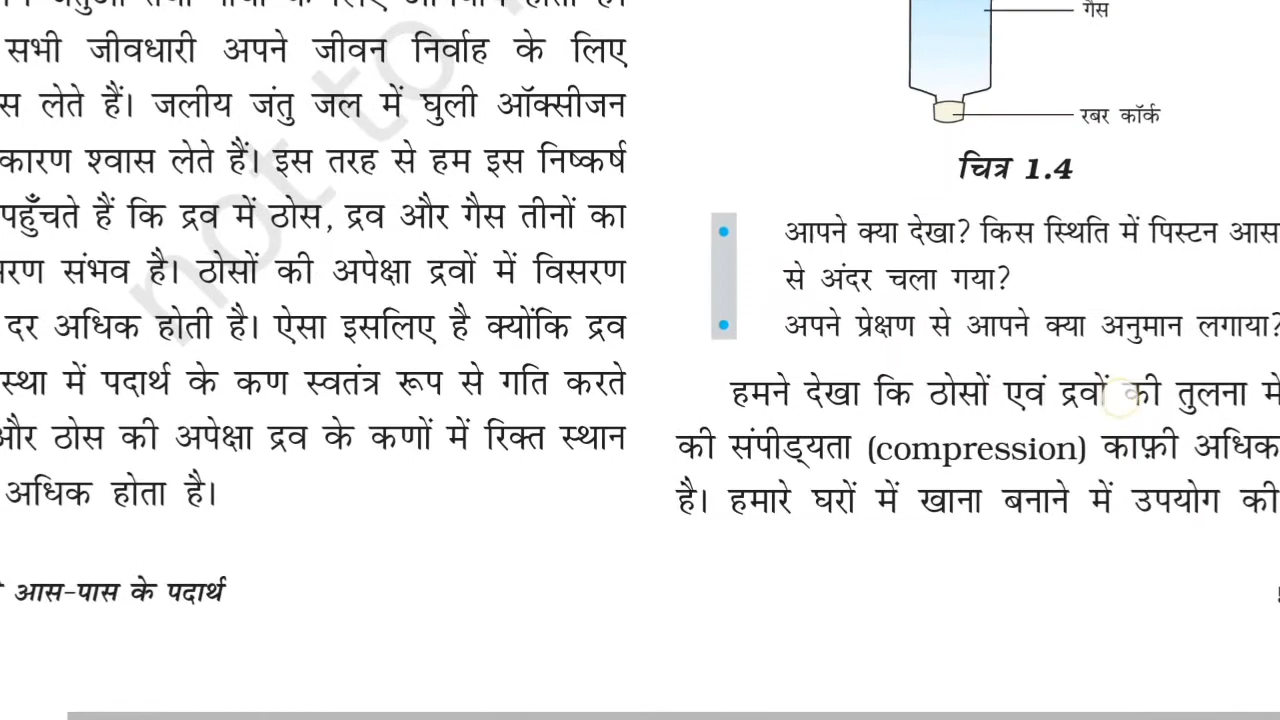 सभी जीवधारी अपने जीवन निर्वाह के लिए
लेते हैं। जलीय जंतु जल में घुली ऑक्सीजन
कारण श्वास लेते हैं। इस तरह से हम इस निष्कर्ष
पहुँचते हैं कि द्रव में ठोस, द्रव और गैस तीनों का
संभव है। ठोसों की अपेक्षा द्रवों में विसरण
दर अधिक होती है। ऐसा इसलिए है क्योंकि द्रव
में पदार्थ के कण स्वतंत्र रूप से गति करते
और ठोस की अपेक्षा द्रव के कणों में रिक्त स्थान
अधिक होता है।
आस-पास के पदार्थ
गैस
रबर कॉर्क
चित्र 1.4
आपने क्या देखा? किस स्थिति में पिस्टन आस
से अंदर चला गया?
अपने प्रेक्षण से आपने क्या अनुमान लगाया?
हमने देखा कि ठोसों एवं द्रवों की तुलना में
की संपीड्यता (compression) काफ़ी अधिक
है। हमारे घरों में खाना बनाने में उपयोग की
not to